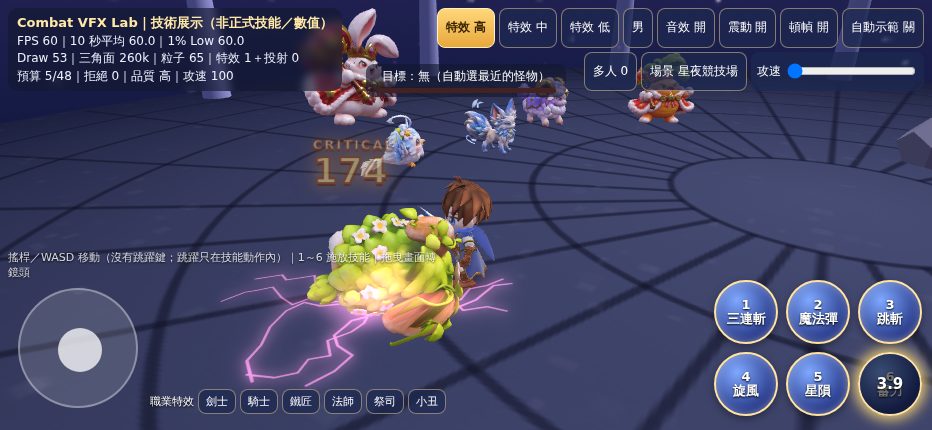 Combat VFX Lab｜技術展示（非正式技能／數值）
FPS 60｜10 秒平均 60.0｜1% Low 60.0
Draw 53｜三角面 260k｜粒子 65｜特效 1＋投射 0
預算 5/48｜拒絕 0｜品質 高｜攻速 100
特效 高
特效 中
特效 低
男
音效 開
震動 開
頓幀 開
自動示範 關
目標：無（自動選最近的怪物）
多人 0
場景 星夜競技場
攻速
CRITICAL
174
搖桿／WASD 移動（沒有跳躍鍵；跳躍只在技能動作內）｜1～6 施放技能｜拖曳畫面轉
鏡頭
1
三連斬
2
魔法彈
3
跳斬
4
旋風
5
星隕
6
蓄力
3.9
職業特效
劍士
騎士
鐵匠
法師
祭司
小丑